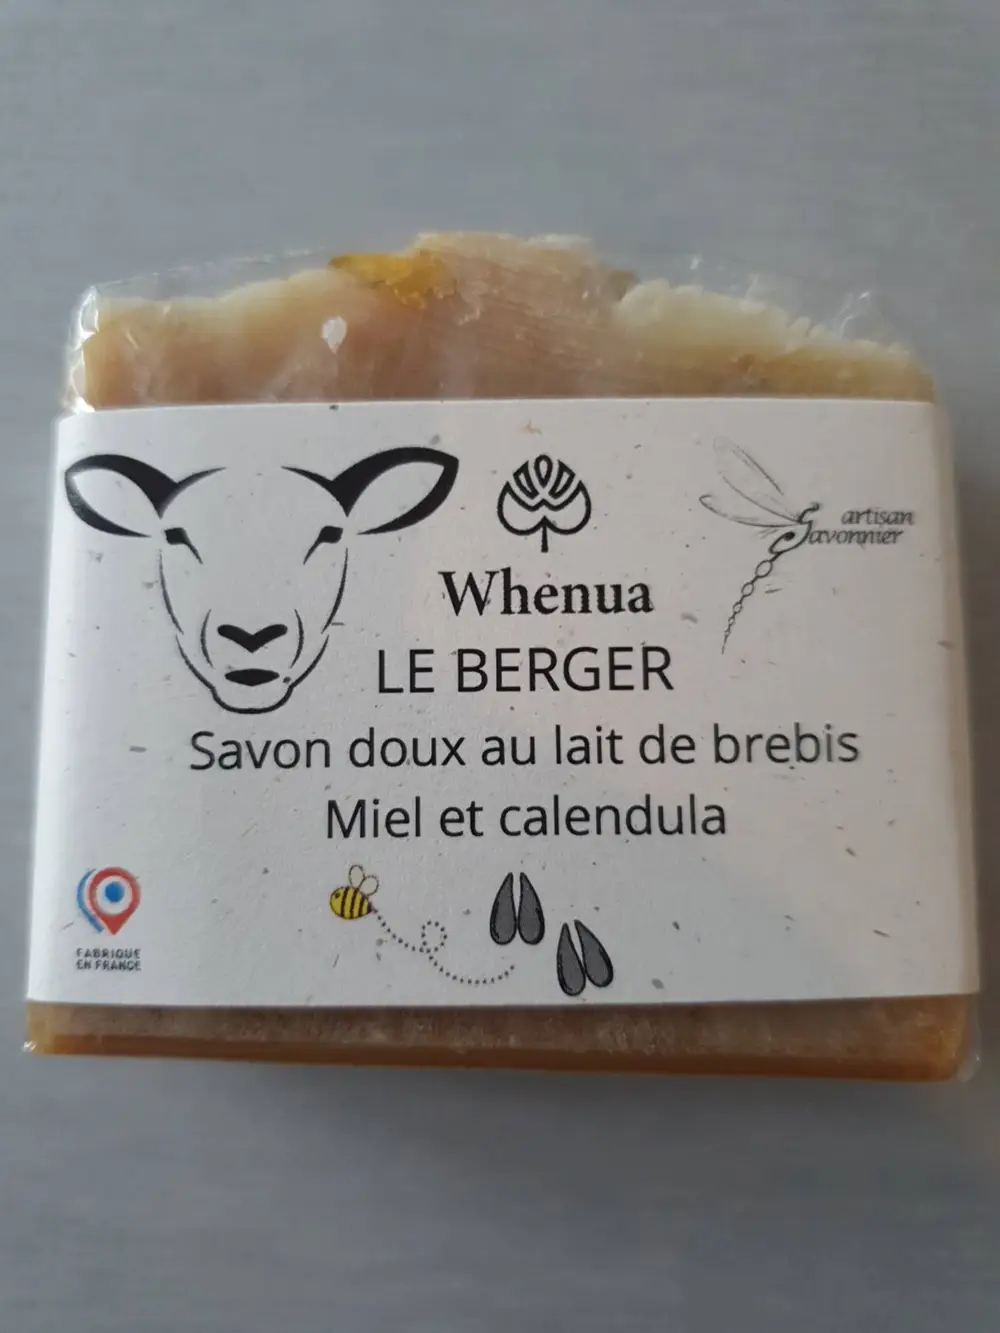 artisan
Savonnier
Whenua
LE BERGER
Savon doux au lait de brebis
Miel et calendula
FABRIQUE
EN FRANCE